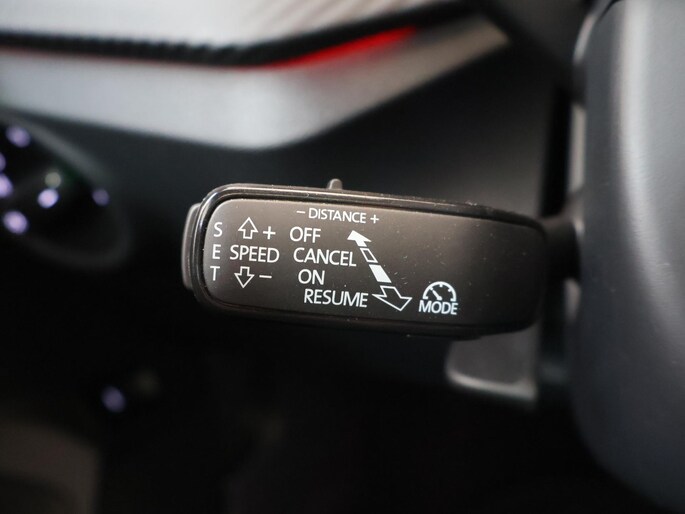 - DISTANCE +
S E T
+
SPEED
-
OFF
CANCEL
ON
RESUME
MODE